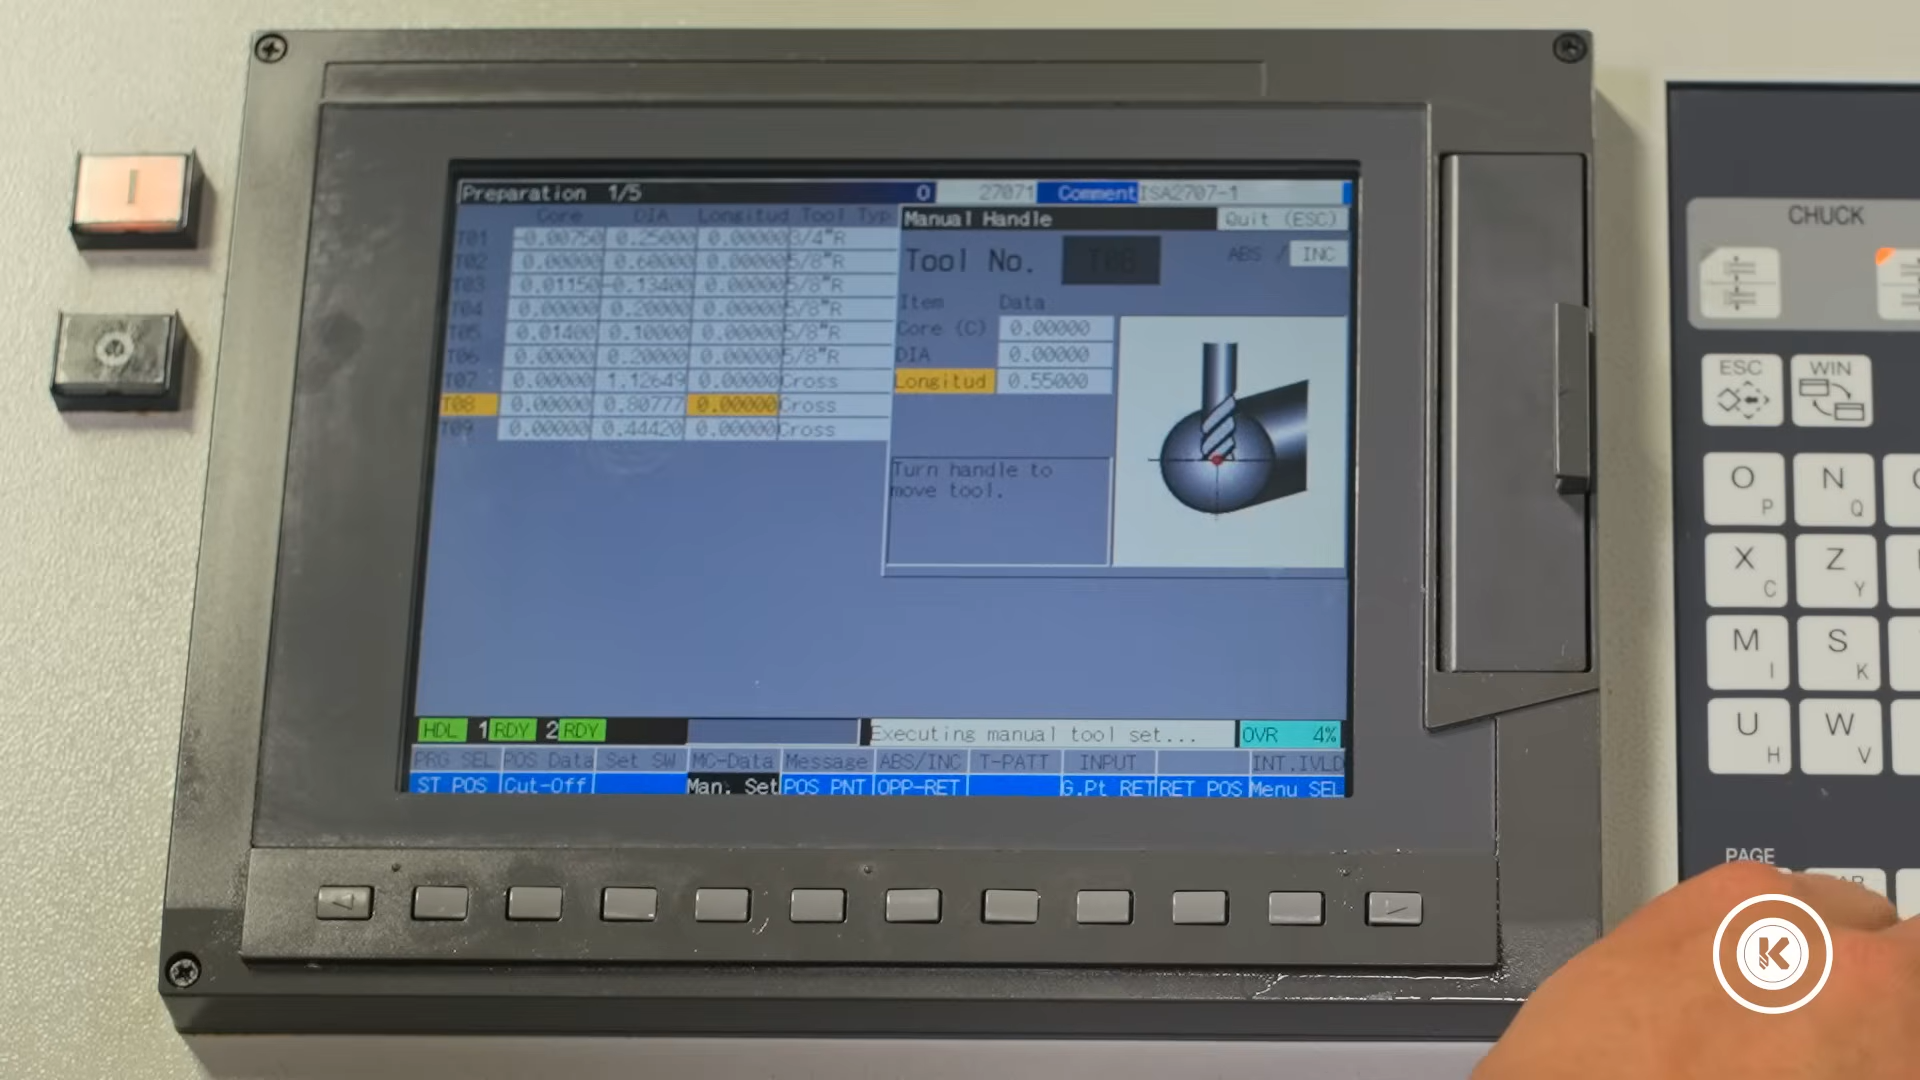 Preparation 1/5 O 27071 Comment ISA2707-1
Core DIA Longitud Tool Typ
T01 -0.00750 0.25000 0.00000 3/4"R
T02 0.00000 0.60000 0.00000 5/8"R
T03 0.01150 -0.13400 0.00000 5/8"R
T04 0.00000 0.20000 0.00000 5/8"R
T05 0.01400 0.10000 0.00000 5/8"R
T06 0.00000 0.20000 0.00000 5/8"R
T07 0.00000 1.12649 0.00000 Cross
T08 0.00000 0.80777 0.00000 Cross
T09 0.00000 0.44420 0.00000 Cross
Manual Handle Quit (ESC)
Tool No. T08 ABS / INC
Item Data
Core (C) 0.00000
DIA 0.00000
Longitud 0.55000
Turn handle to
move tool.
HDL 1 RDY 2 RDY Executing manual tool set... OVR 4%
PRG SEL POS Data Set SW MC-Data Message ABS/INC T-PATT INPUT INT.IVLD
ST POS Cut-Off Man. Set POS PNT OPP-RET G.Pt RET RET POS Menu SEL
CHUCK
ESC WIN
O P N Q
X C Z Y
M I S K
U H W V
PAGE
K